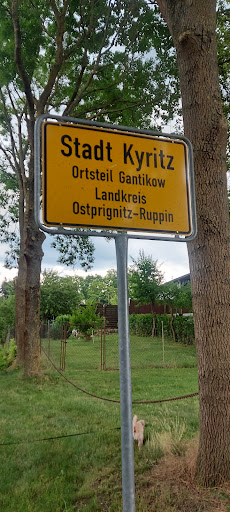 Stadt Kyritz
Ortsteil Gantikow
Landkreis
Ostprignitz-Ruppin